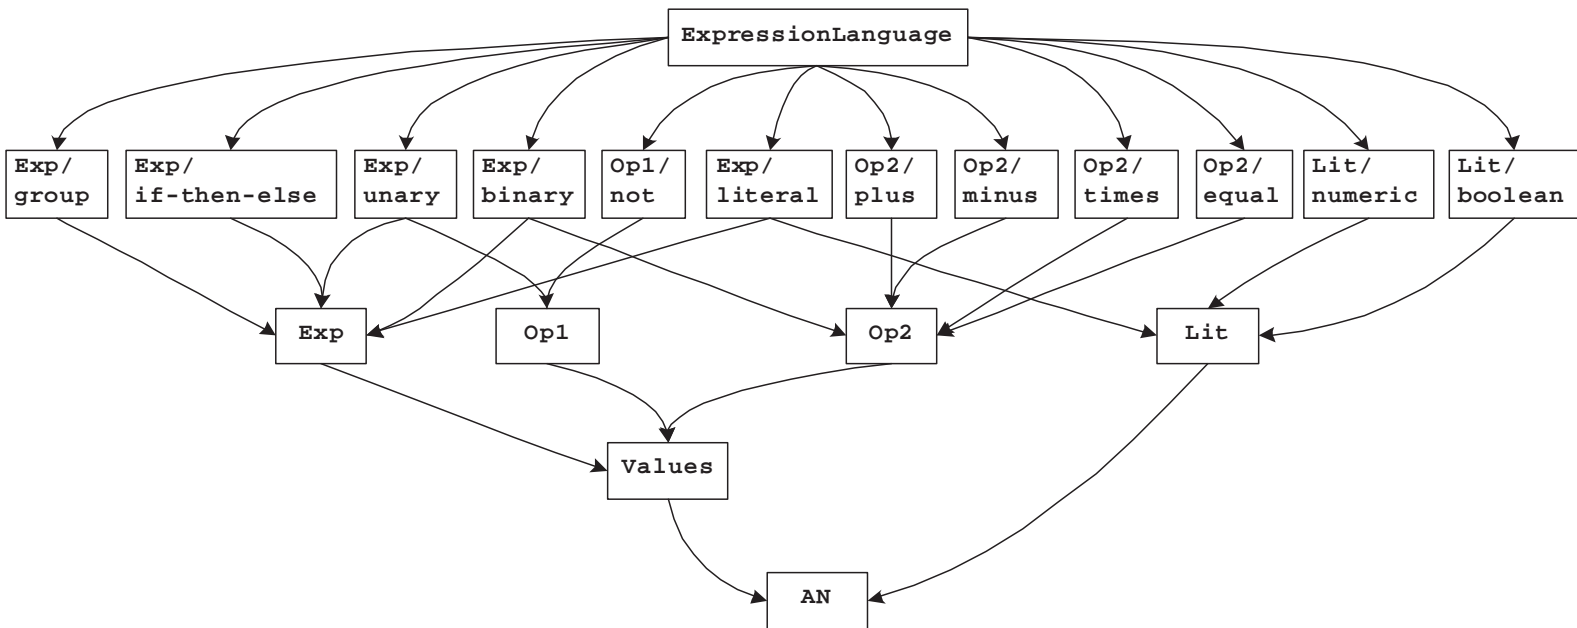 ExpressionLanguage
Exp/
group
Exp/
if-then-else
Exp/
unary
Exp/
binary
Op1/
not
Exp/
literal
Op2/
plus
Op2/
minus
Op2/
times
Op2/
equal
Lit/
numeric
Lit/
boolean
Exp
Op1
Op2
Lit
Values
AN